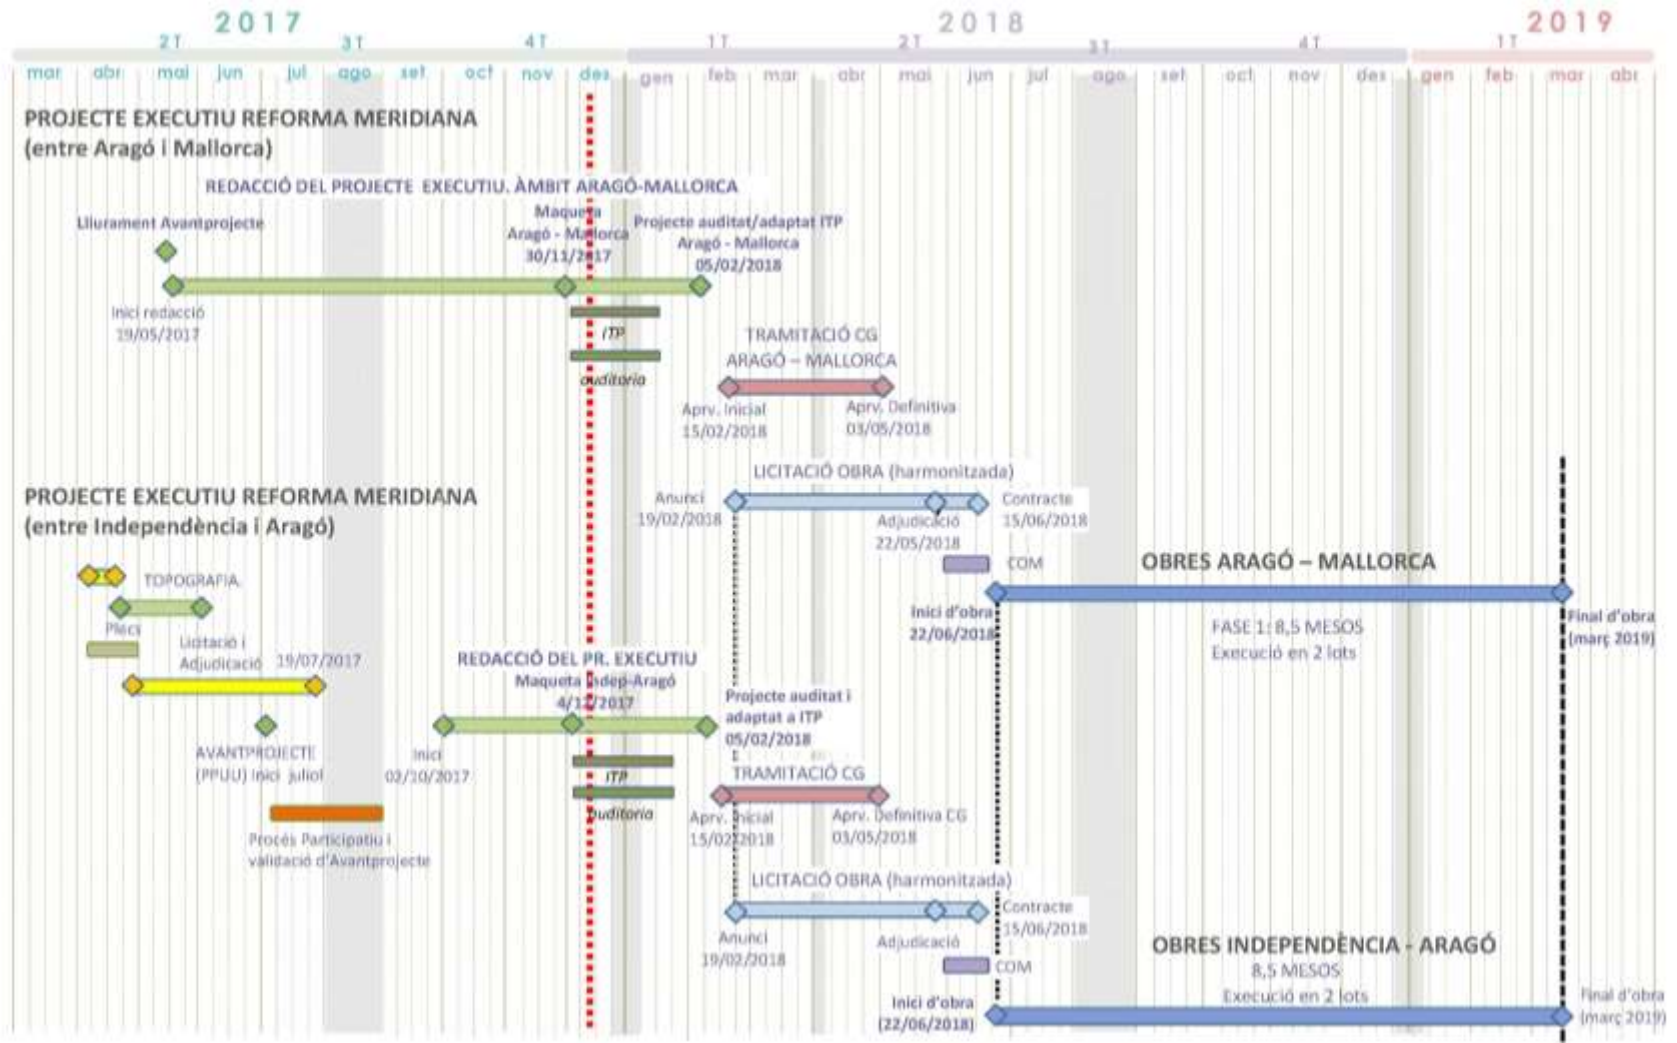 2017
2018
2019
2T
3T
4T
1T
2T
3T
4T
1T
mar abr mai jun jul ago set oct nov des gen feb mar abr mai jun jul ago set oct nov des gen feb mar abr
PROJECTE EXECUTIU REFORMA MERIDIANA
(entre Aragó i Mallorca)
REDACCIÓ DEL PROJECTE EXECUTIU. ÀMBIT ARAGÓ-MALLORCA
Lliurament Avantprojecte
Maqueta
Aragó - Mallorca
30/11/2017
Projecte auditat/adaptat ITP
Aragó - Mallorca
05/02/2018
Inici redacció
19/05/2017
ITP
auditoria
TRAMITACIÓ CG
ARAGÓ – MALLORCA
Aprv. Inicial
15/02/2018
Aprv. Definitiva
03/05/2018
LICITACIÓ OBRA (harmonitzada)
Anunci
19/02/2018
Adjudicació
22/05/2018
Contracte
15/06/2018
COM
OBRES ARAGÓ – MALLORCA
Inici d'obra
22/06/2018
FASE 1: 8,5 MESOS
Execució en 2 lots
Final d'obra
(març 2019)
PROJECTE EXECUTIU REFORMA MERIDIANA
(entre Independència i Aragó)
TOPOGRAFIA.
Plecs
Licitació i
Adjudicació
19/07/2017
REDACCIÓ DEL PR. EXECUTIU
Maqueta Indep-Aragó
4/12/2017
Projecte auditat i
adaptat a ITP
05/02/2018
AVANTPROJECTE
(PPUU) Inici juliol
Inici
02/10/2017
ITP
auditoria
Procés Participatiu i
validació d'Avantprojecte
TRAMITACIÓ CG
Aprv. Inicial
15/02/2018
Aprv. Definitiva CG
03/05/2018
LICITACIÓ OBRA (harmonitzada)
Anunci
19/02/2018
Adjudicació
Contracte
15/06/2018
COM
OBRES INDEPENDÈNCIA - ARAGÓ
8,5 MESOS
Execució en 2 lots
Inici d'obra
(22/06/2018)
Final d'obra
(març 2019)